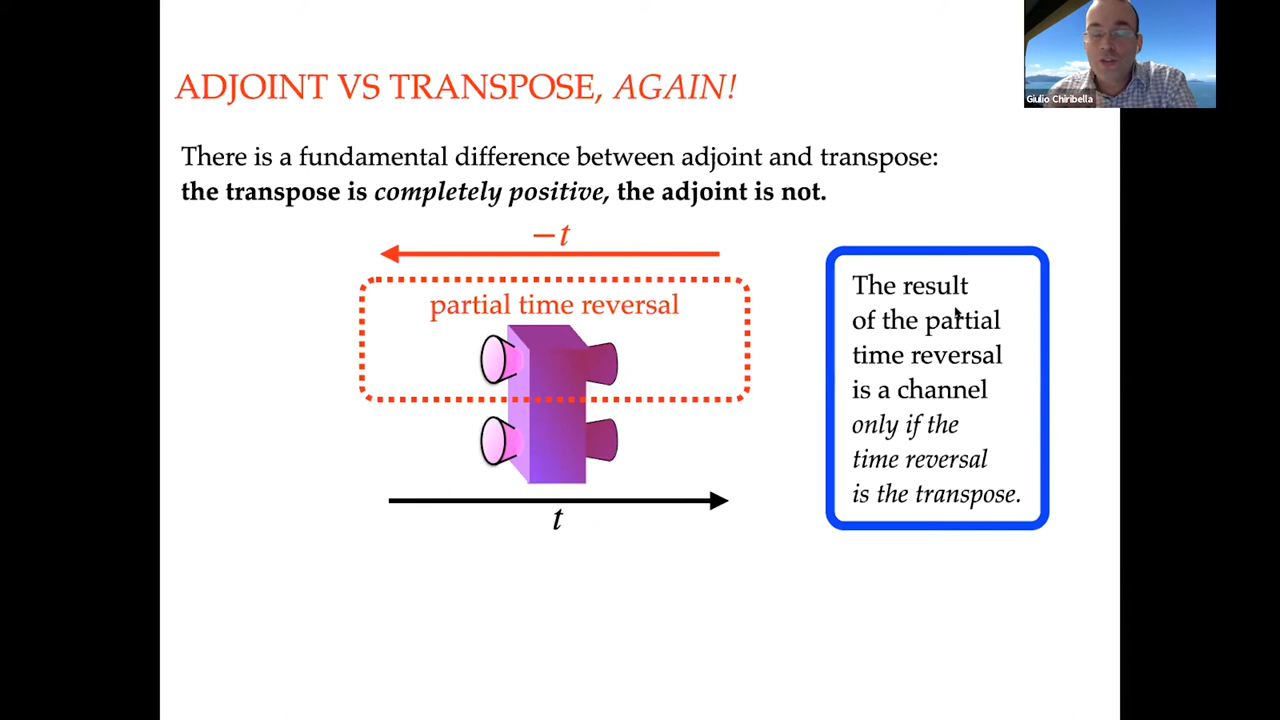 ADJOINT VS TRANSPOSE, AGAIN!
Giulio Chiribella
There is a fundamental difference between adjoint and transpose:
the transpose is completely positive, the adjoint is not.
−t
partial time reversal
t
The result
of the partial
time reversal
is a channel
only if the
time reversal
is the transpose.